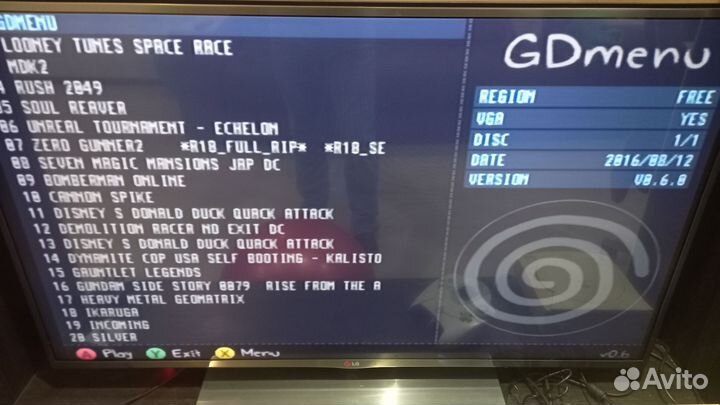 GDMENU
LOONEY TUNES SPACE RACE
MDK2
4 RUSH 2049
05 SOUL REAVER
06 UNREAL TOURNAMENT - ECHELON
07 ZERO GUNNER2 *R18_FULL_RIP* *R18_SE
08 SEVEN MAGIC MANSIONS JAP DC
09 BOMBERMAN ONLINE
10 CANNON SPIKE
11 DISNEY S DONALD DUCK QUACK ATTACK
12 DEMOLITION RACER NO EXIT DC
13 DISNEY S DONALD DUCK QUACK ATTACK
14 DYNAMITE COP USA SELF BOOTING - KALISTO
15 GAUNTLET LEGENDS
16 GUNDAM SIDE STORY 0079 RISE FROM THE A
17 HEAVY METAL GEOMATRIX
18 IKARUGA
19 INCOMING
20 SILVER
A Play Y Exit X Menu
GDmenu
REGION FREE
VGA YES
DISC 1/1
DATE 2016/08/12
VERSION V0.6.0
v0.6
LG
Avito